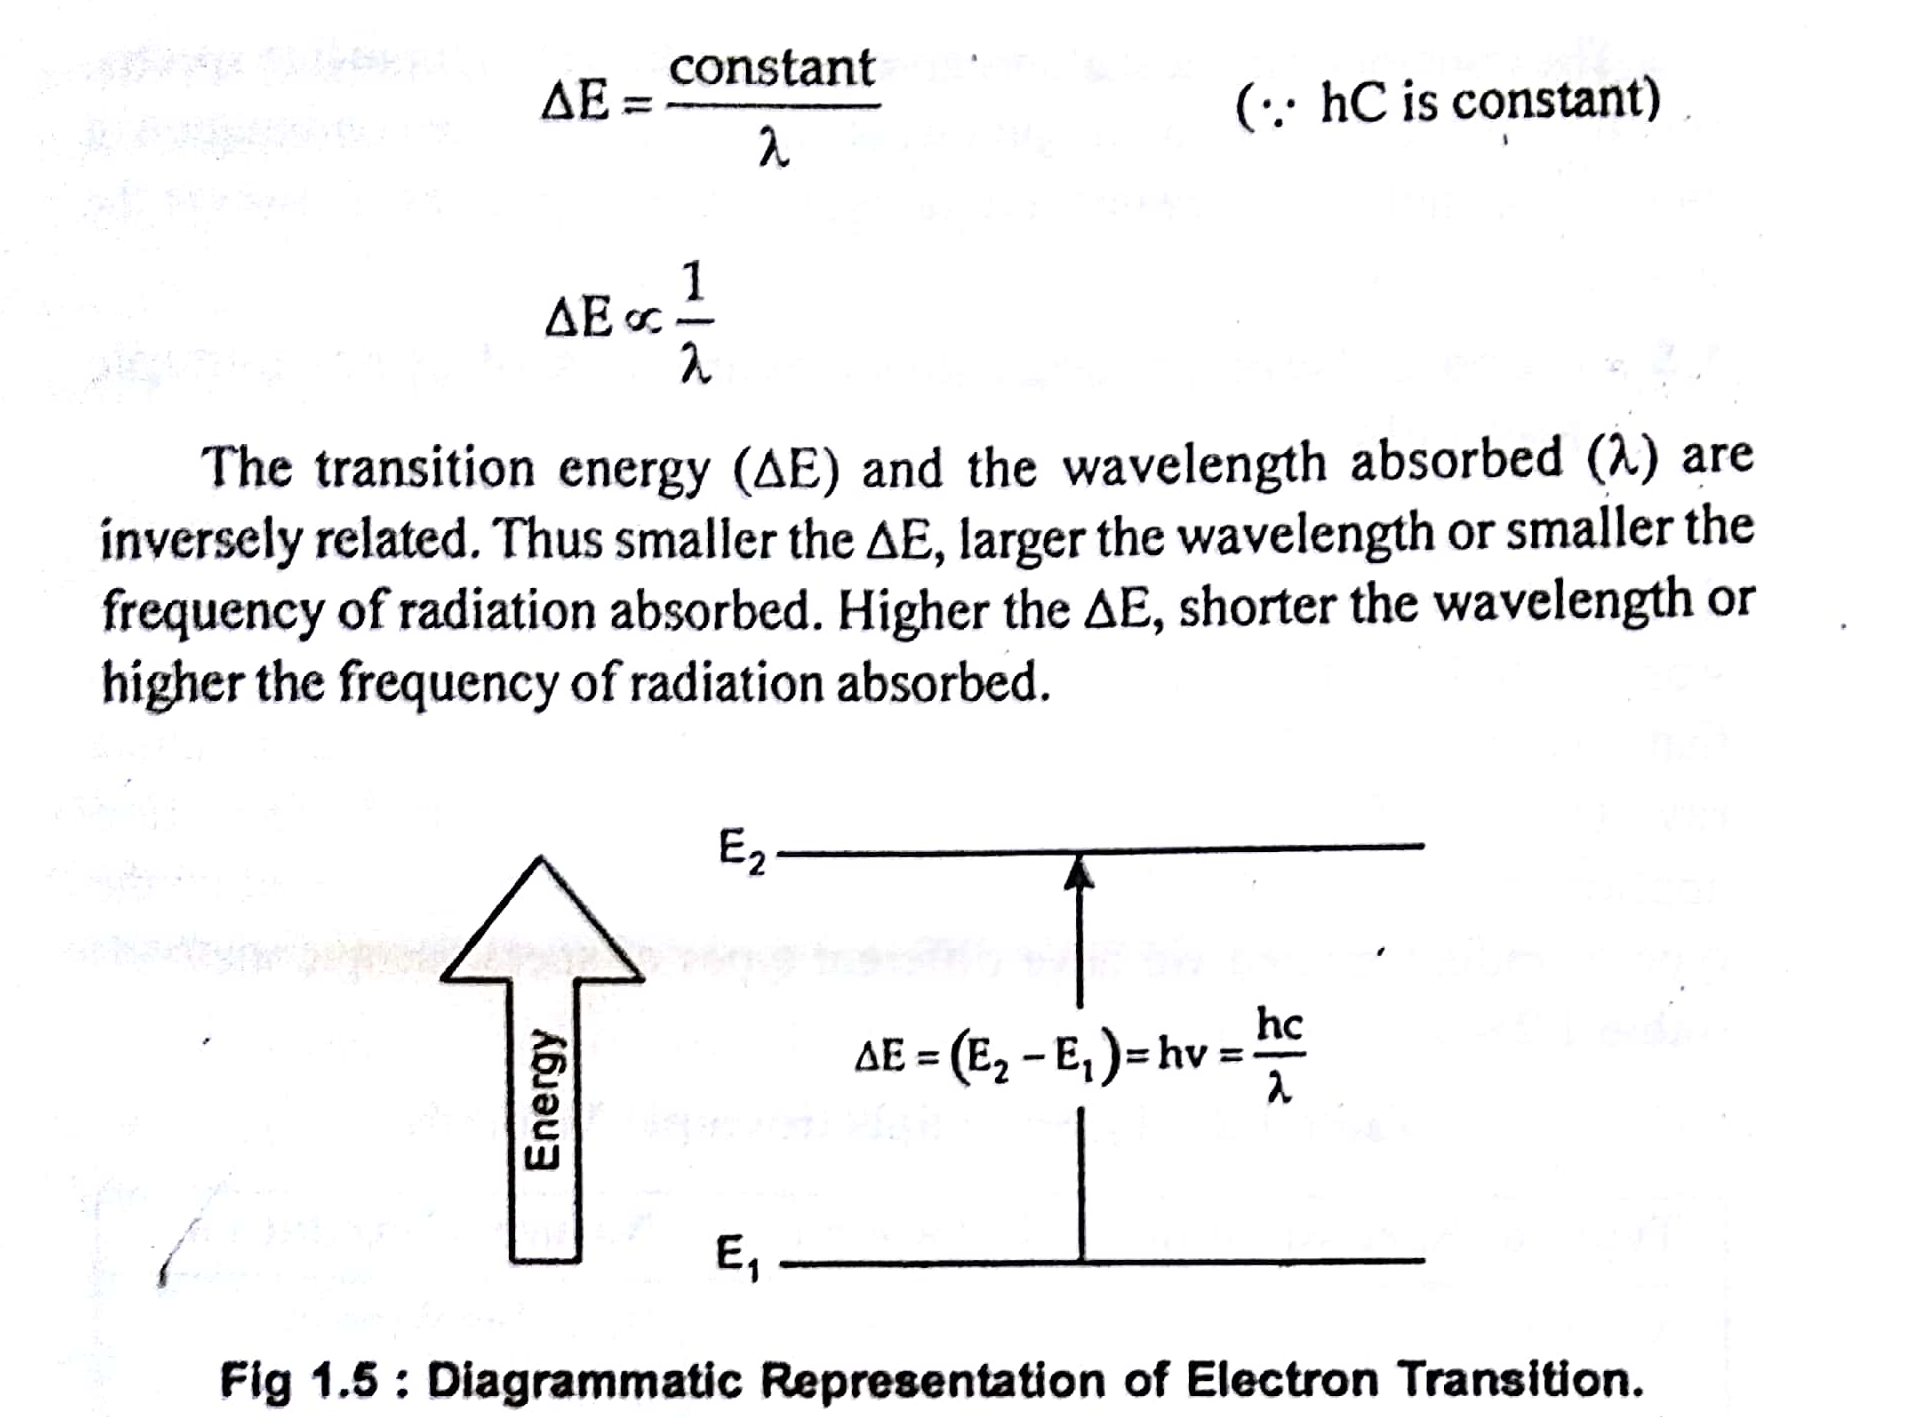 ΔE = constant / λ (∵ hC is constant)
ΔE ∝ 1 / λ
The transition energy (ΔE) and the wavelength absorbed (λ) are
inversely related. Thus smaller the ΔE, larger the wavelength or smaller the
frequency of radiation absorbed. Higher the ΔE, shorter the wavelength or
higher the frequency of radiation absorbed.
E₂
Energy
ΔE = (E₂ – E₁) = hν = hc / λ
E₁
Fig 1.5 : Diagrammatic Representation of Electron Transition.